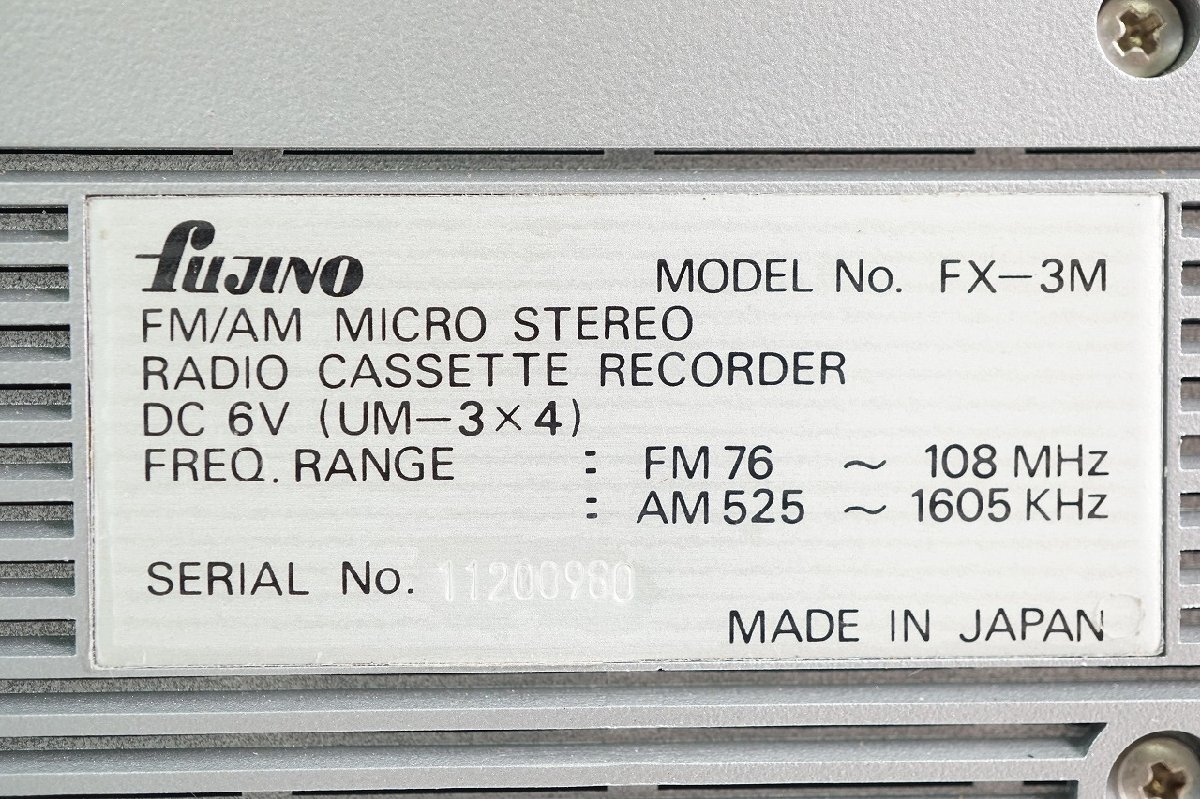 fujino MODEL No. FX-3M
FM/AM MICRO STEREO
RADIO CASSETTE RECORDER
DC 6V (UM-3×4)
FREQ. RANGE : FM 76 ~ 108 MHz
: AM 525 ~ 1605 KHz
SERIAL No. 11200980
MADE IN JAPAN